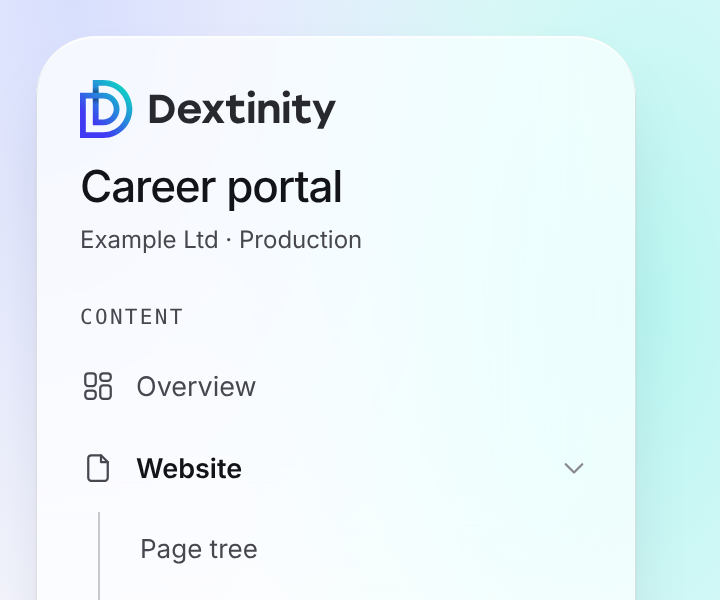 Dextinity
Career portal
Example Ltd · Production
CONTENT
Overview
Website
Page tree